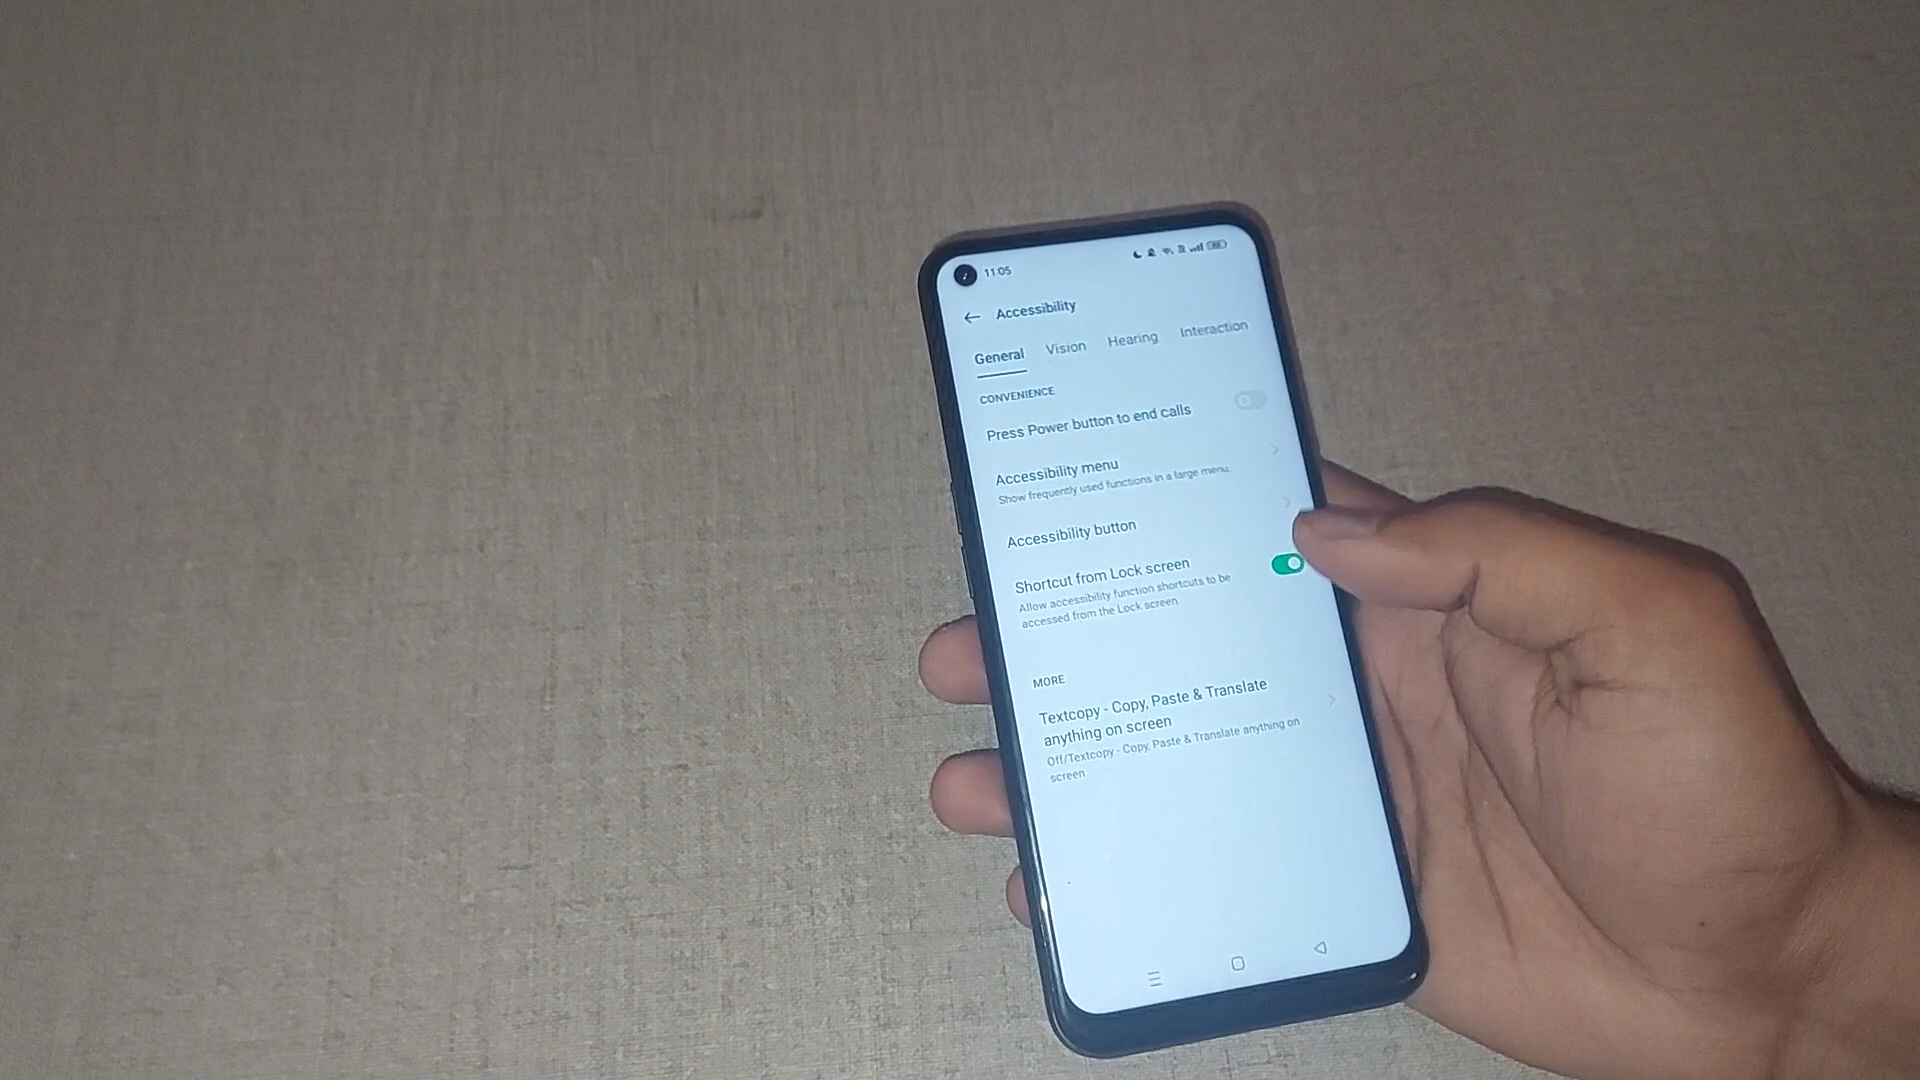 11:05
Accessibility
General Vision Hearing Interaction
CONVENIENCE
Press Power button to end calls
Accessibility menu
Show frequently used functions in a large menu.
Accessibility button
Shortcut from Lock screen
Allow accessibility function shortcuts to be
accessed from the Lock screen
MORE
Textcopy - Copy, Paste & Translate
anything on screen
Off/Textcopy - Copy, Paste & Translate anything on
screen